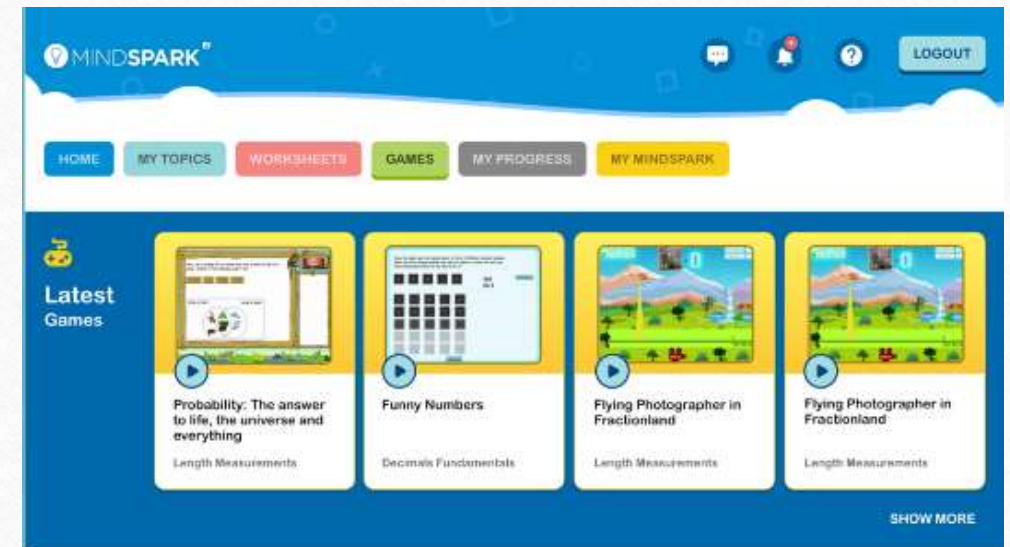 MINDSPARK
LOGOUT
HOME
MY TOPICS
WORKSHEETS
GAMES
MY PROGRESS
MY MINDSPARK
Latest
Games
Probability: The answer
to life, the universe and
everything
Length Measurements
Funny Numbers
Decimals Fundamentals
Flying Photographer in
Fractionland
Length Measurements
Flying Photographer in
Fractionland
Length Measurements
SHOW MORE